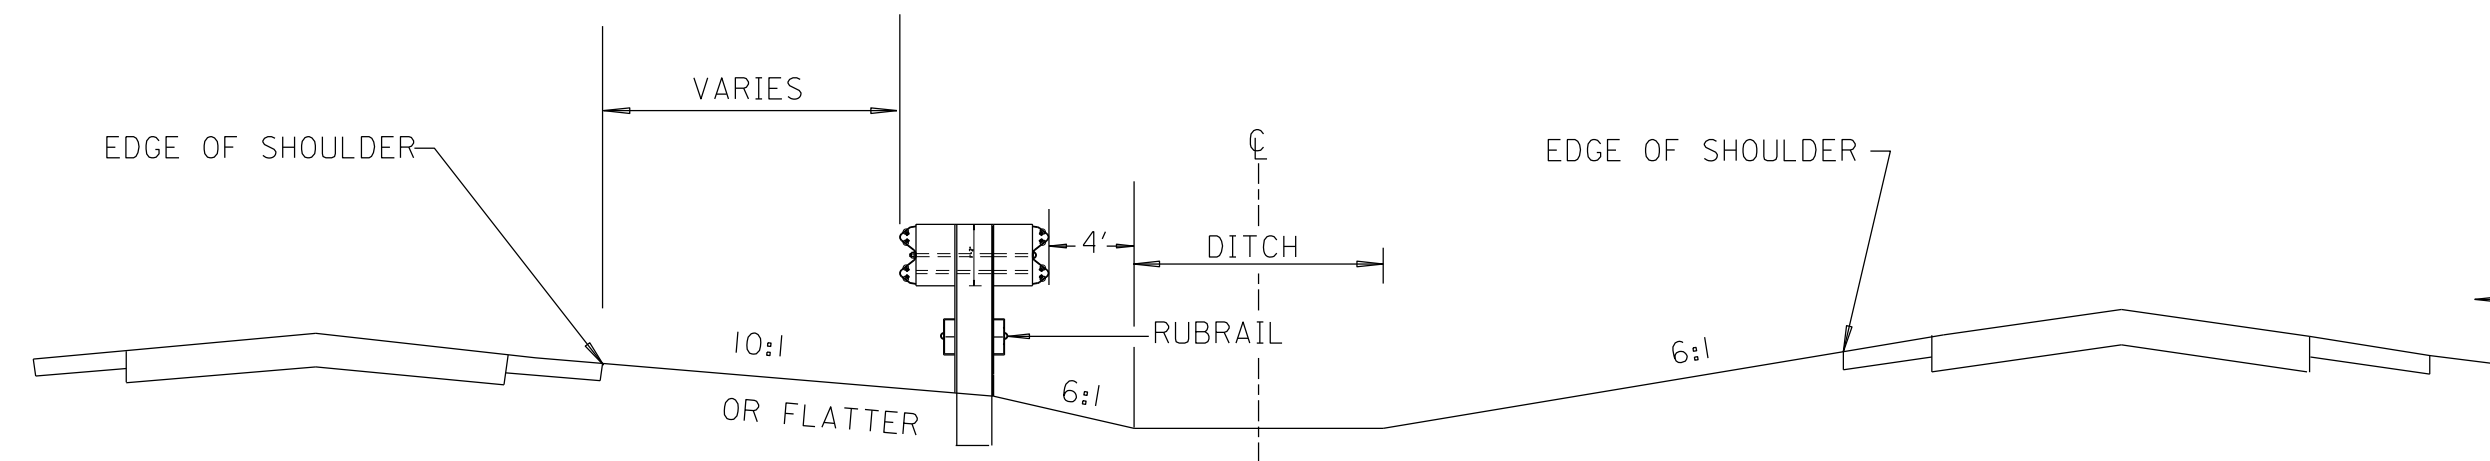 VARIES
EDGE OF SHOULDER
EDGE OF SHOULDER
℄
4'
DITCH
RUBRAIL
10:1
OR FLATTER
6:1
6:1